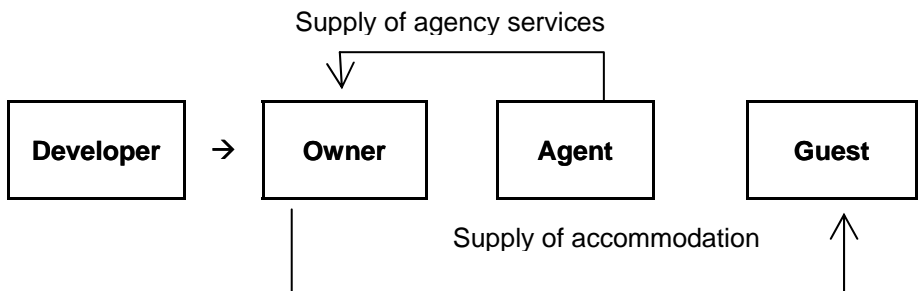 Supply of agency services
Developer → Owner Agent Guest
Supply of accommodation